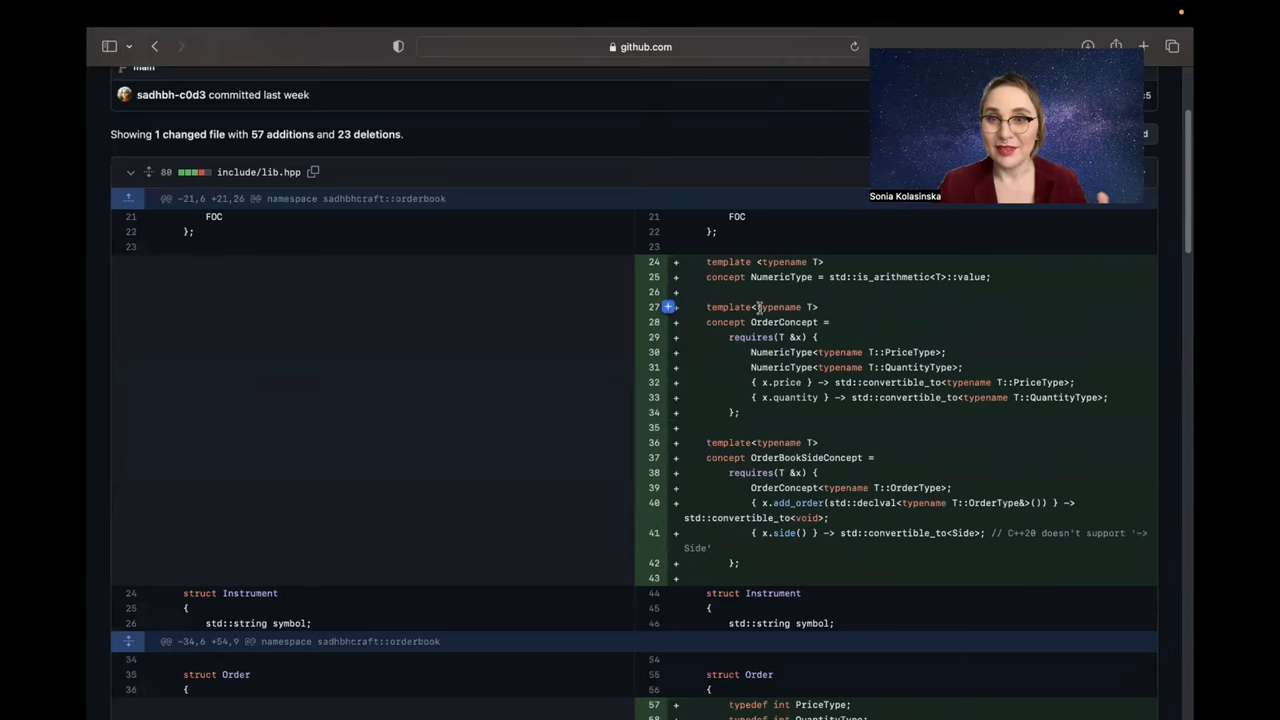 github.com
main
sadhbh-c0d3 committed last week
Showing 1 changed file with 57 additions and 23 deletions.
Sonia Kolasinska
80 include/lib.hpp
@@ -21,6 +21,26 @@ namespace sadhbhcraft::orderbook
21 FOC 21 FOC
22 }; 22 };
23 23
24 + template <typename T>
25 + concept NumericType = std::is_arithmetic<T>::value;
26 +
27 + template<typename T>
28 + concept OrderConcept =
29 + requires(T &x) {
30 + NumericType<typename T::PriceType>;
31 + NumericType<typename T::QuantityType>;
32 + { x.price } -> std::convertible_to<typename T::PriceType>;
33 + { x.quantity } -> std::convertible_to<typename T::QuantityType>;
34 + };
35 +
36 + template<typename T>
37 + concept OrderBookSideConcept =
38 + requires(T &x) {
39 + OrderConcept<typename T::OrderType>;
40 + { x.add_order(std::declval<typename T::OrderType&>()) } ->
std::convertible_to<void>;
41 + { x.side() } -> std::convertible_to<Side>; // C++20 doesn't support '->
Side'
42 + };
43 +
24 struct Instrument 44 struct Instrument
25 { 45 {
26 std::string symbol; 46 std::string symbol;
@@ -34,6 +54,9 @@ namespace sadhbhcraft::orderbook
34 54
35 struct Order 55 struct Order
36 { 56 {
57 + typedef int PriceType;
58 + typedef int QuantityType;